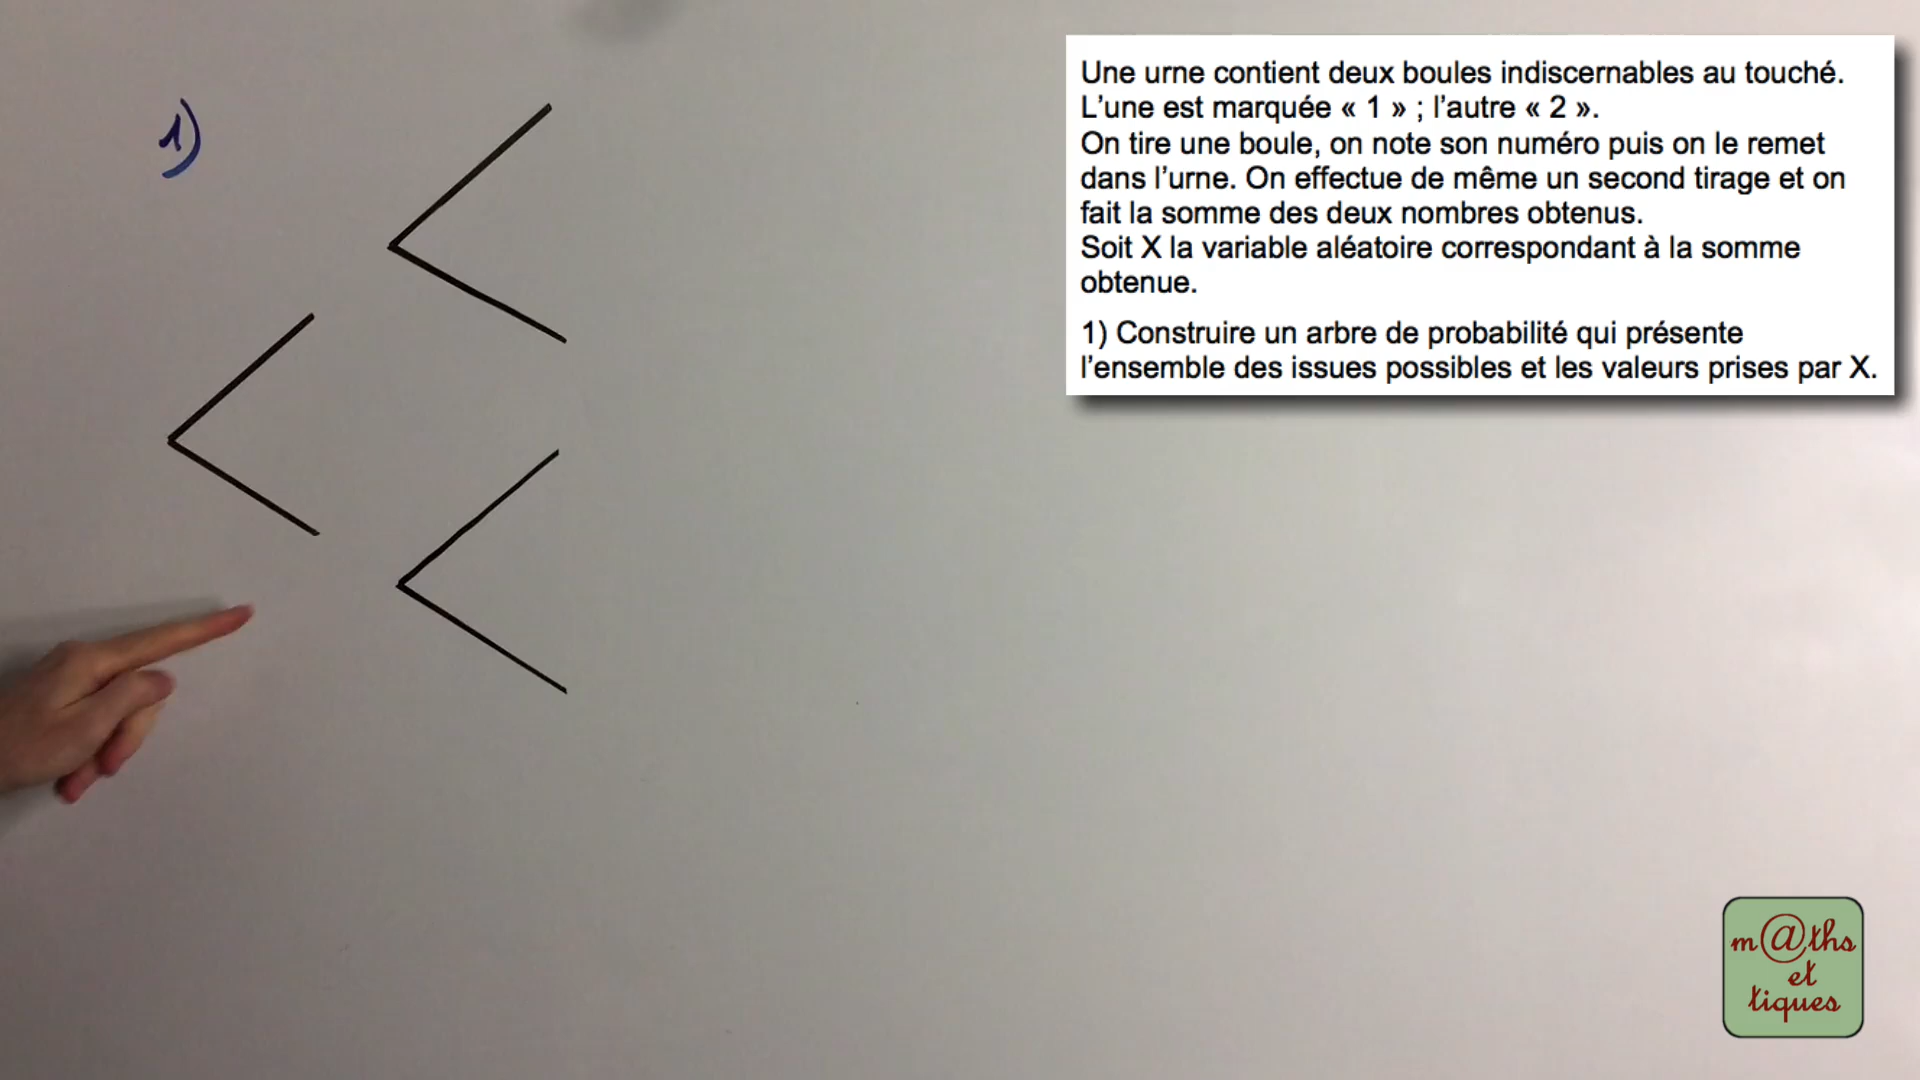 1)
Une urne contient deux boules indiscernables au touché.
L'une est marquée « 1 » ; l'autre « 2 ».
On tire une boule, on note son numéro puis on le remet
dans l'urne. On effectue de même un second tirage et on
fait la somme des deux nombres obtenus.
Soit X la variable aléatoire correspondant à la somme
obtenue.
1) Construire un arbre de probabilité qui présente
l'ensemble des issues possibles et les valeurs prises par X.
m@ths
et
tiques